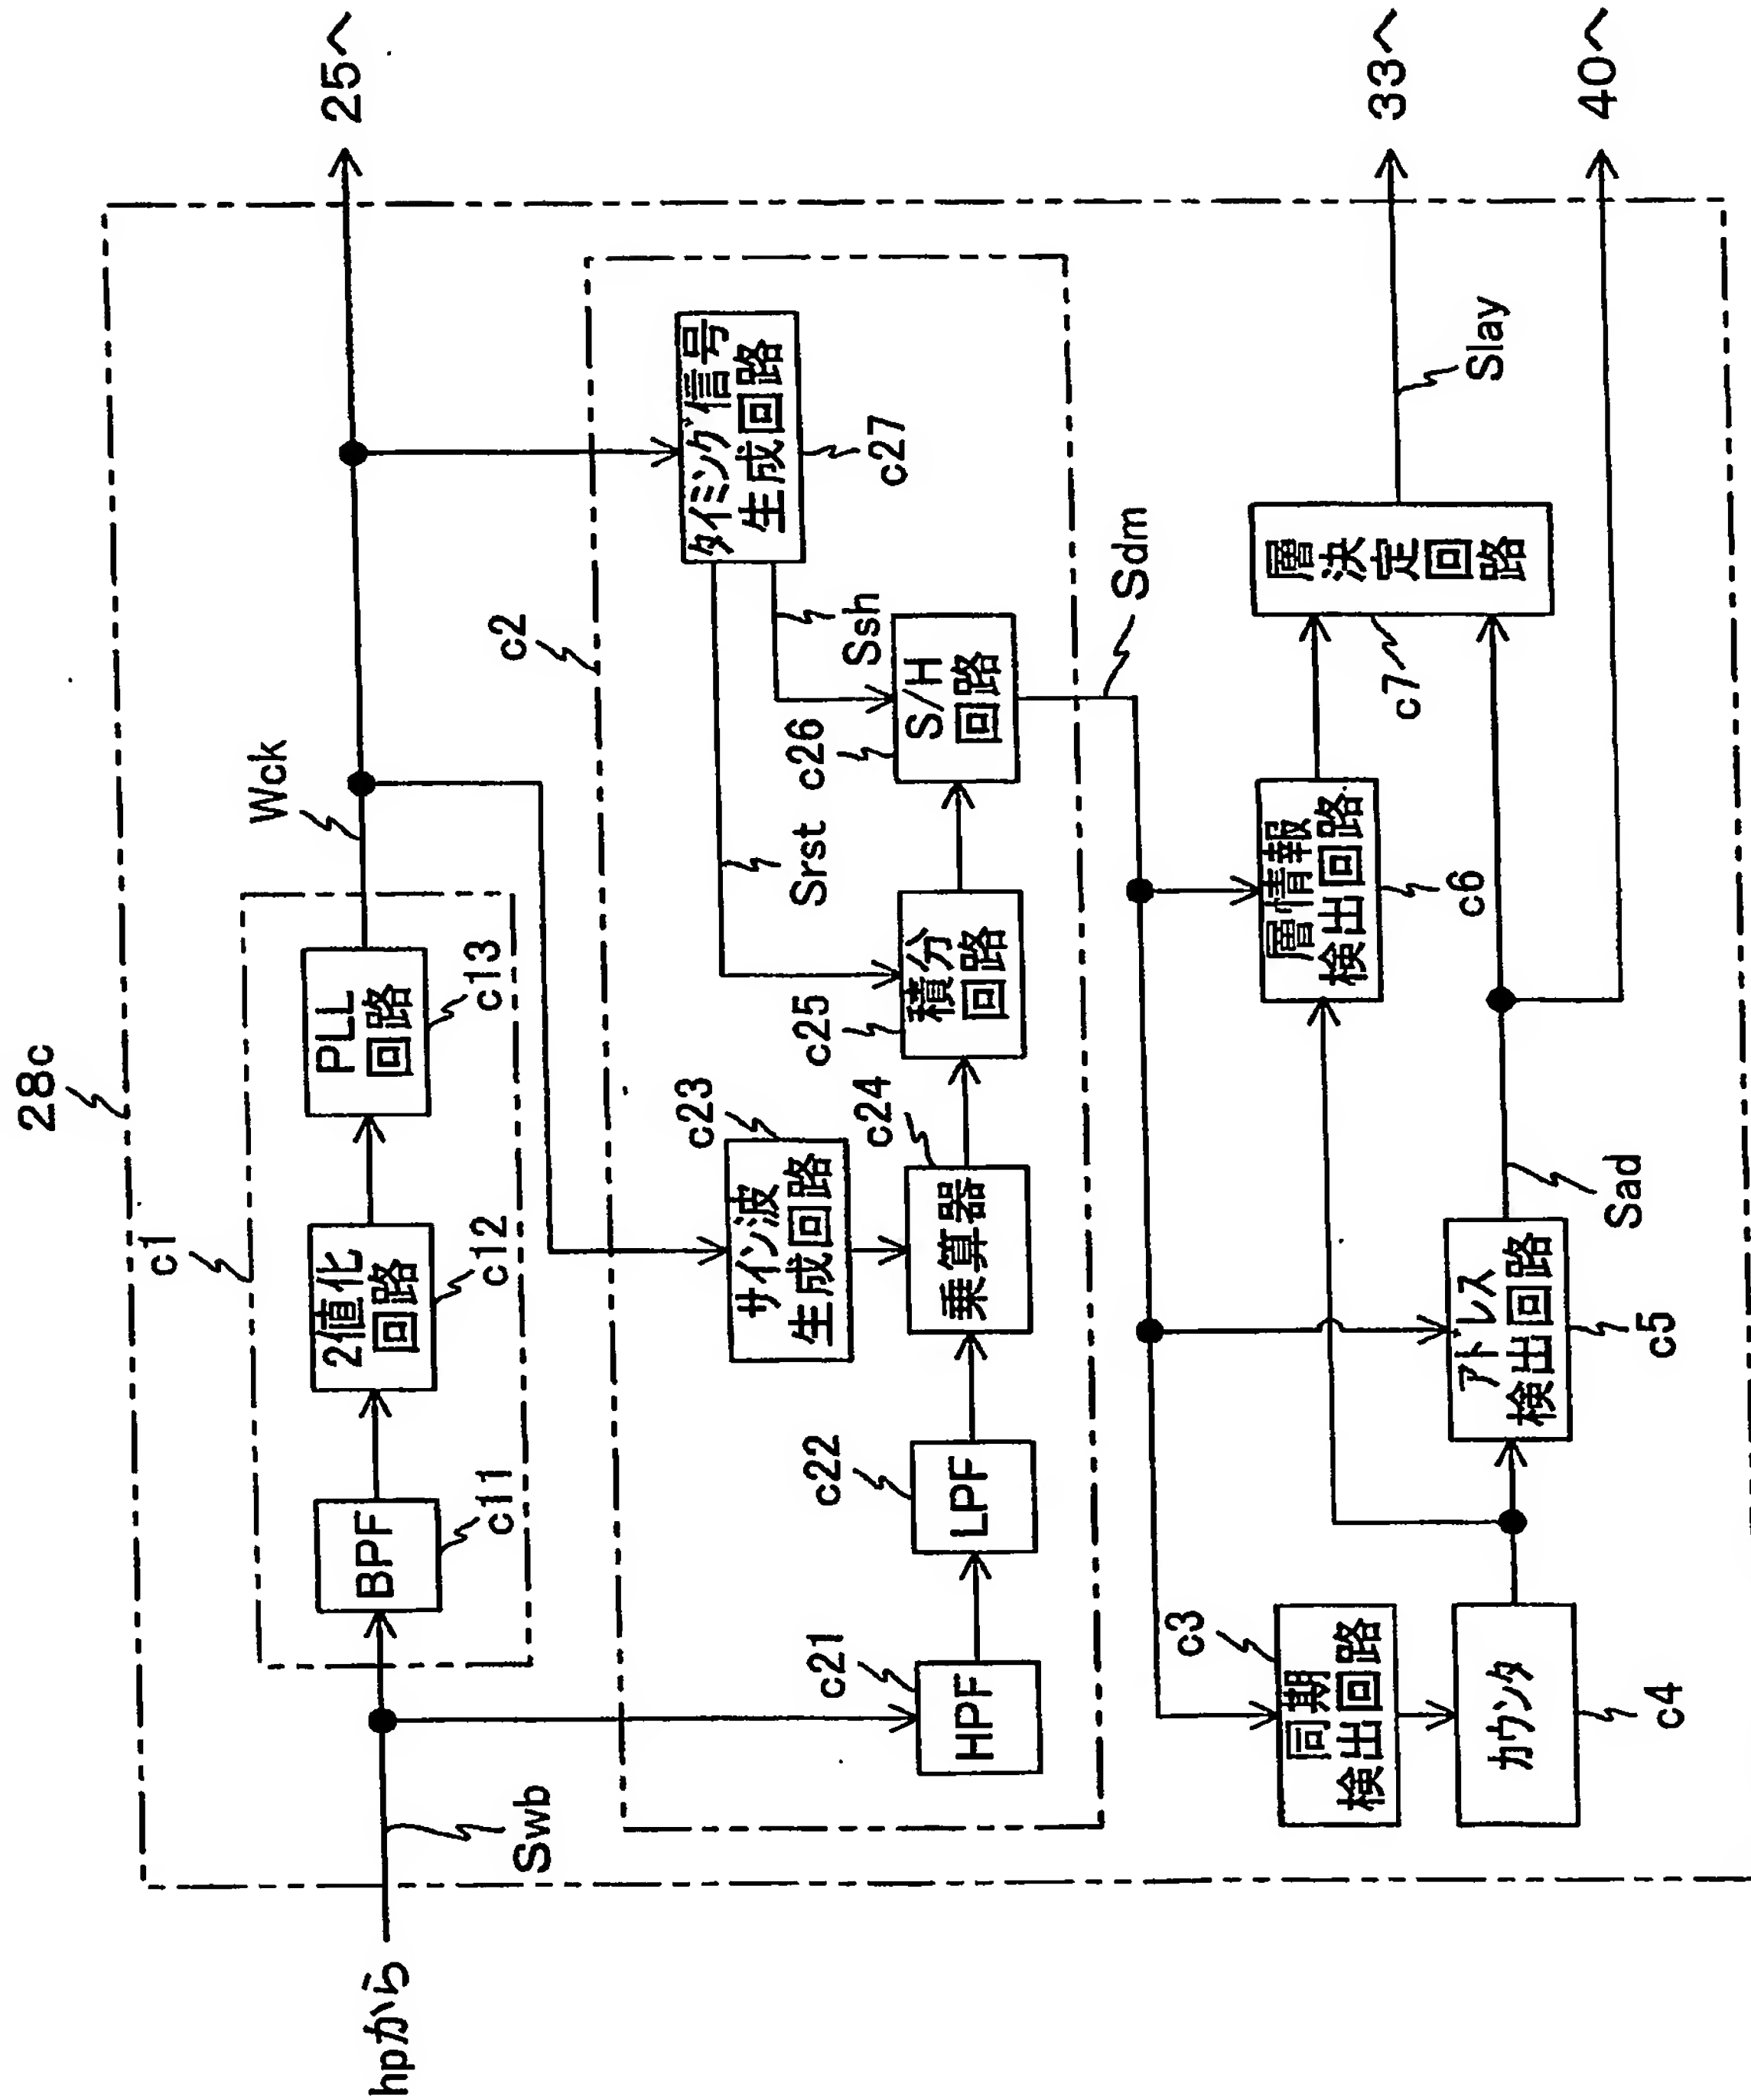 28c
hpから
Swb
c1
BPF
c11
2値化
回路
c12
PLL
回路
c13
Wck
25へ
c2
HPF
c21
LPF
c22
サイン波
生成回路
c23
乗算器
c24
積分
回路
c25
Srst
S/H
回路
c26
Ssh
タイミング信号
生成回路
c27
Sdm
同期
検出回路
c3
カウンタ
c4
アドレス
検出回路
c5
Sad
層情報
検出回路
c6
層決定回路
c7
Slay
33へ
40へ